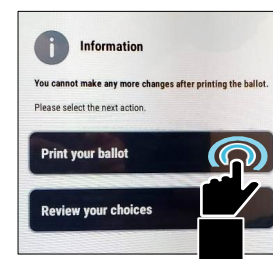 Information
You cannot make any more changes after printing the ballot.
Please select the next action.
Print your ballot
Review your choices